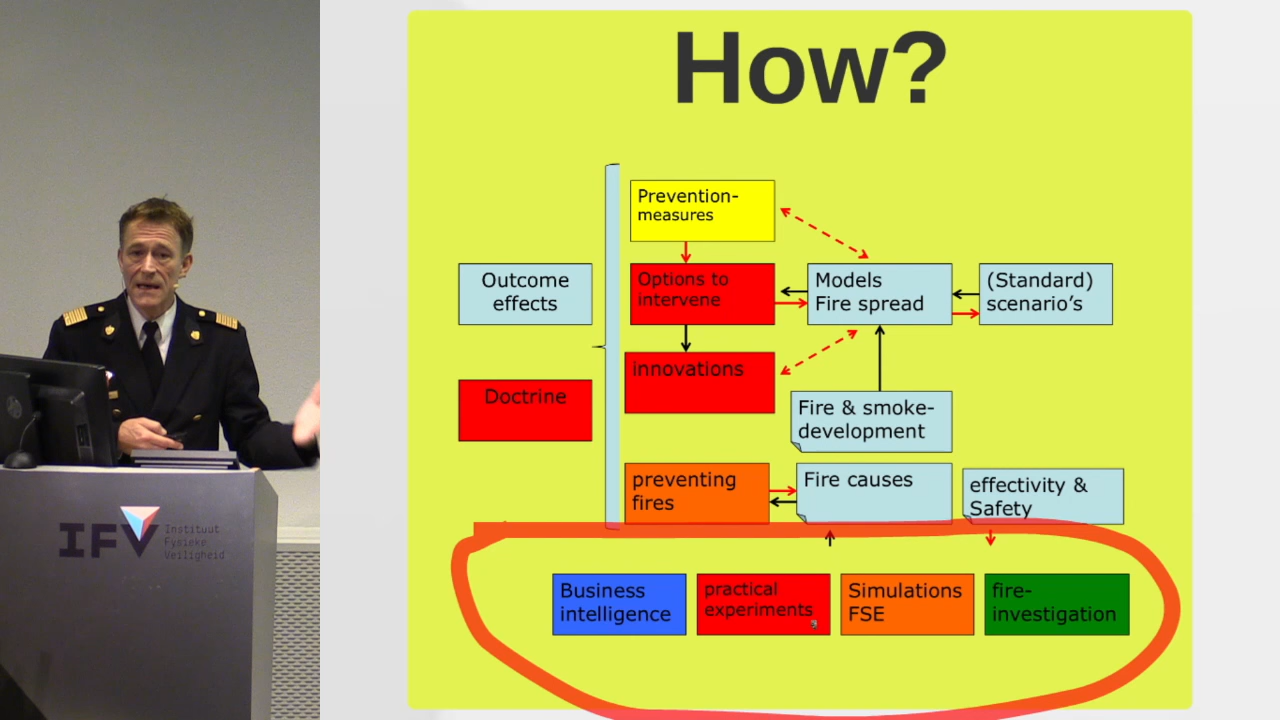 How?
Prevention-
measures
Outcome
effects
Options to
intervene
Models
Fire spread
(Standard)
scenario's
innovations
Doctrine
Fire & smoke-
development
preventing
fires
Fire causes
effectivity &
Safety
Business
intelligence
practical
experiments
Simulations
FSE
fire-
investigation
IFV
Instituut
Fysieke
Veiligheid